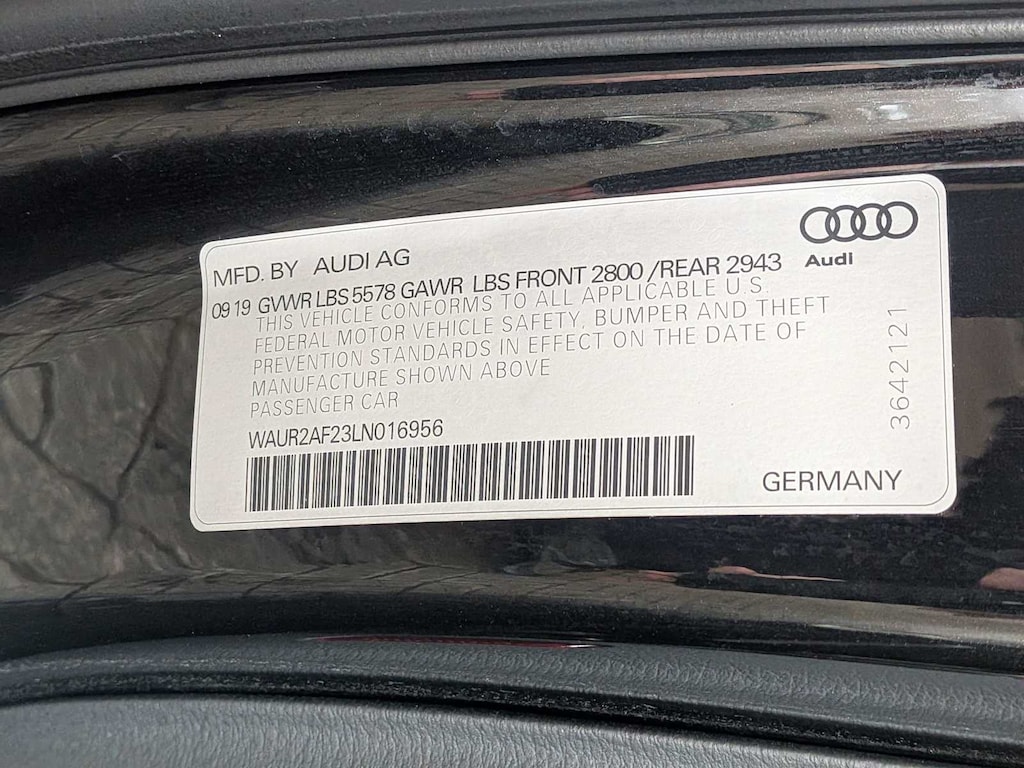 MFD. BY AUDI AG
Audi
09 19 GVWR LBS 5578 GAWR LBS FRONT 2800 /REAR 2943
THIS VEHICLE CONFORMS TO ALL APPLICABLE U.S.
FEDERAL MOTOR VEHICLE SAFETY, BUMPER AND THEFT
PREVENTION STANDARDS IN EFFECT ON THE DATE OF
MANUFACTURE SHOWN ABOVE
PASSENGER CAR
3642121
WAUR2AF23LN016956
GERMANY